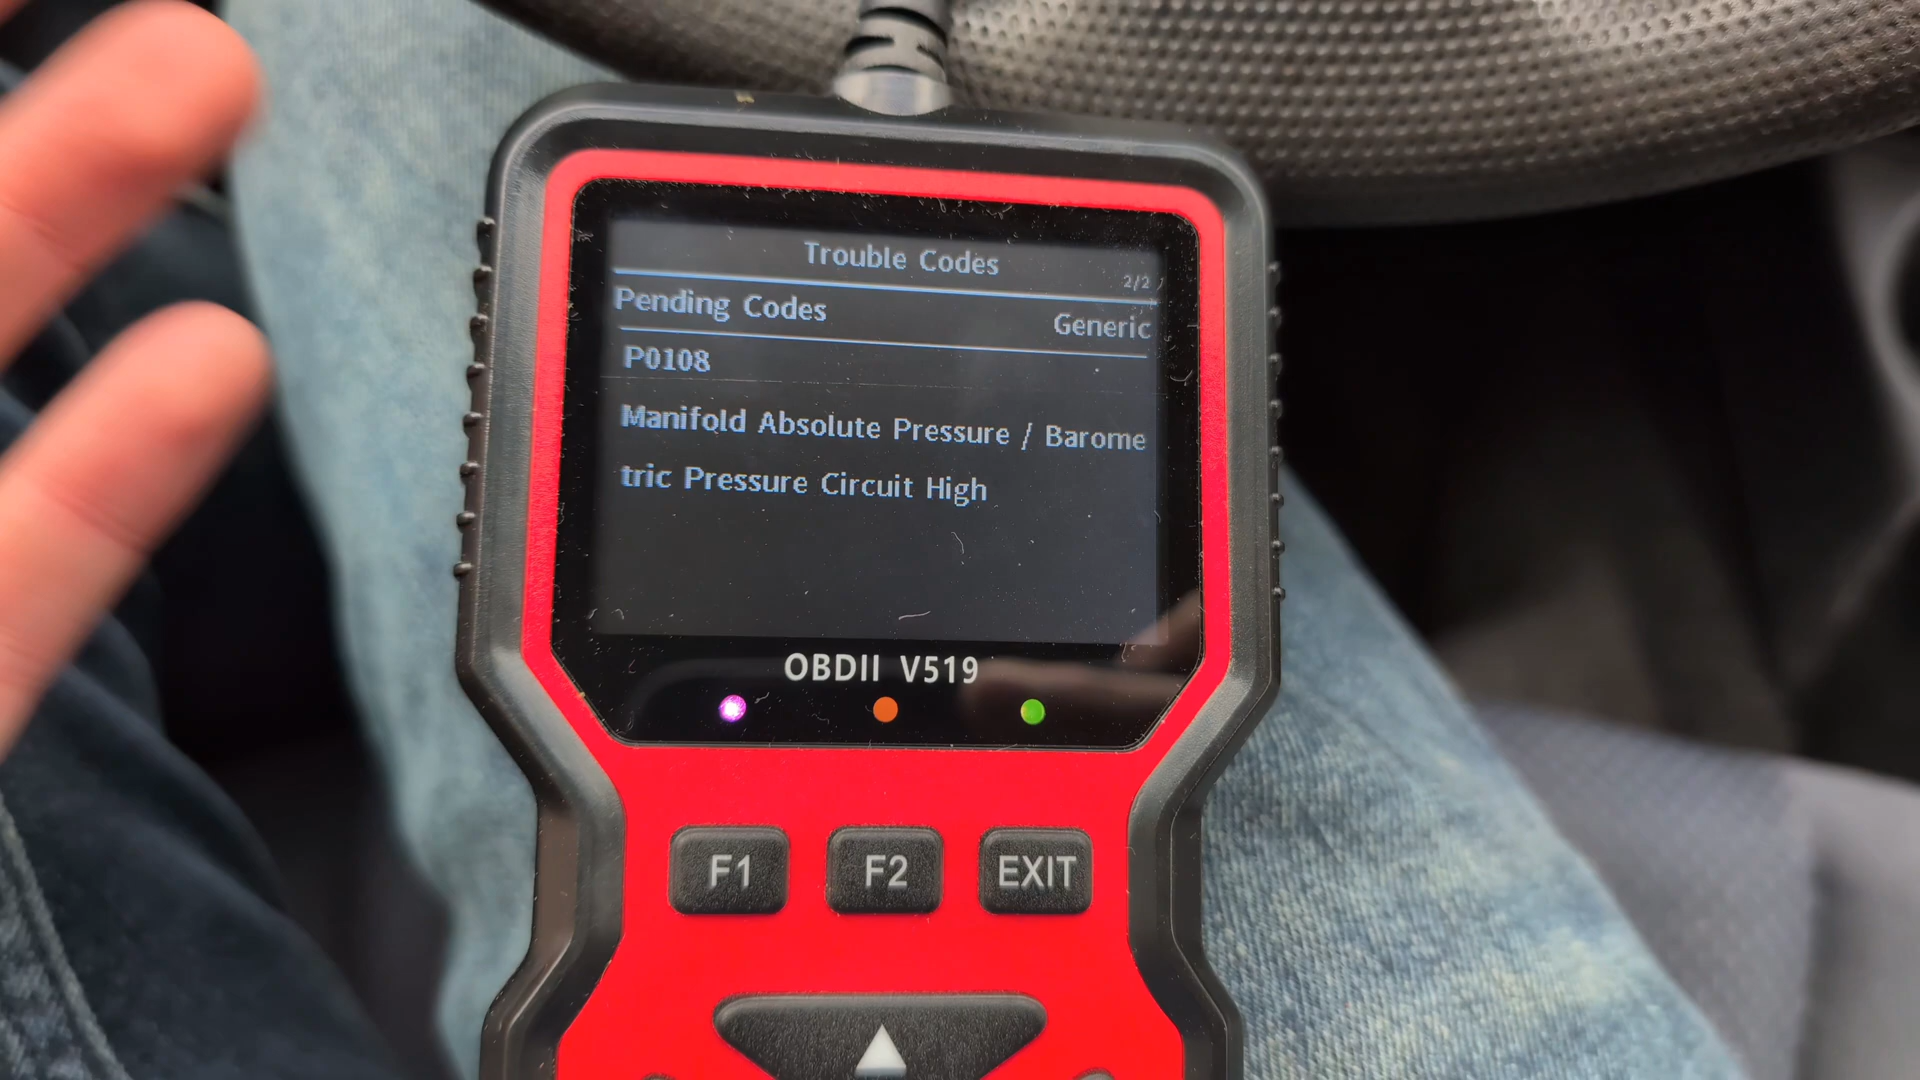 Trouble Codes
2/2
Pending Codes
Generic
P0108
Manifold Absolute Pressure / Barome
tric Pressure Circuit High
OBDII V519
F1 F2 EXIT